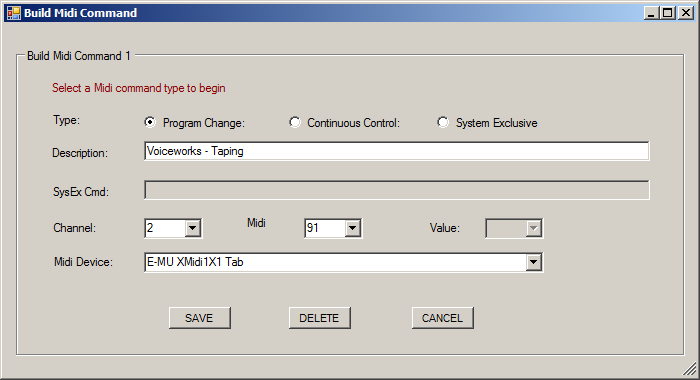 Build Midi Command
Build Midi Command 1
Select a Midi command type to begin
Type: Program Change: Continuous Control: System Exclusive
Description: Voiceworks - Taping
SysEx Cmd:
Channel: 2 Midi 91 Value:
Midi Device: E-MU XMidi1X1 Tab
SAVE DELETE CANCEL